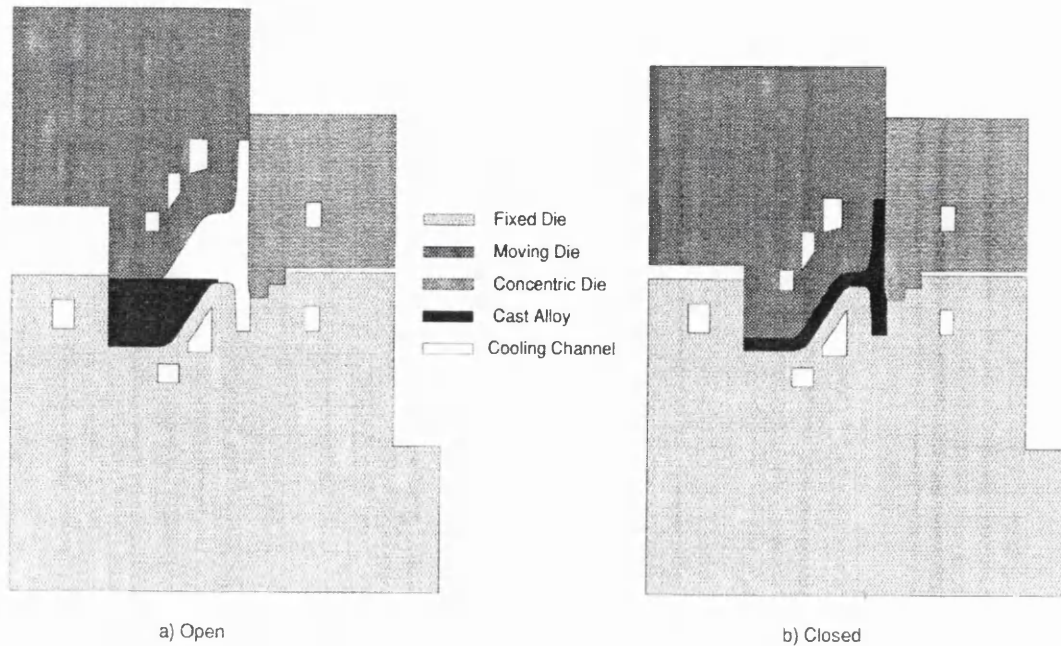 Fixed Die
Moving Die
Concentric Die
Cast Alloy
Cooling Channel
a) Open
b) Closed